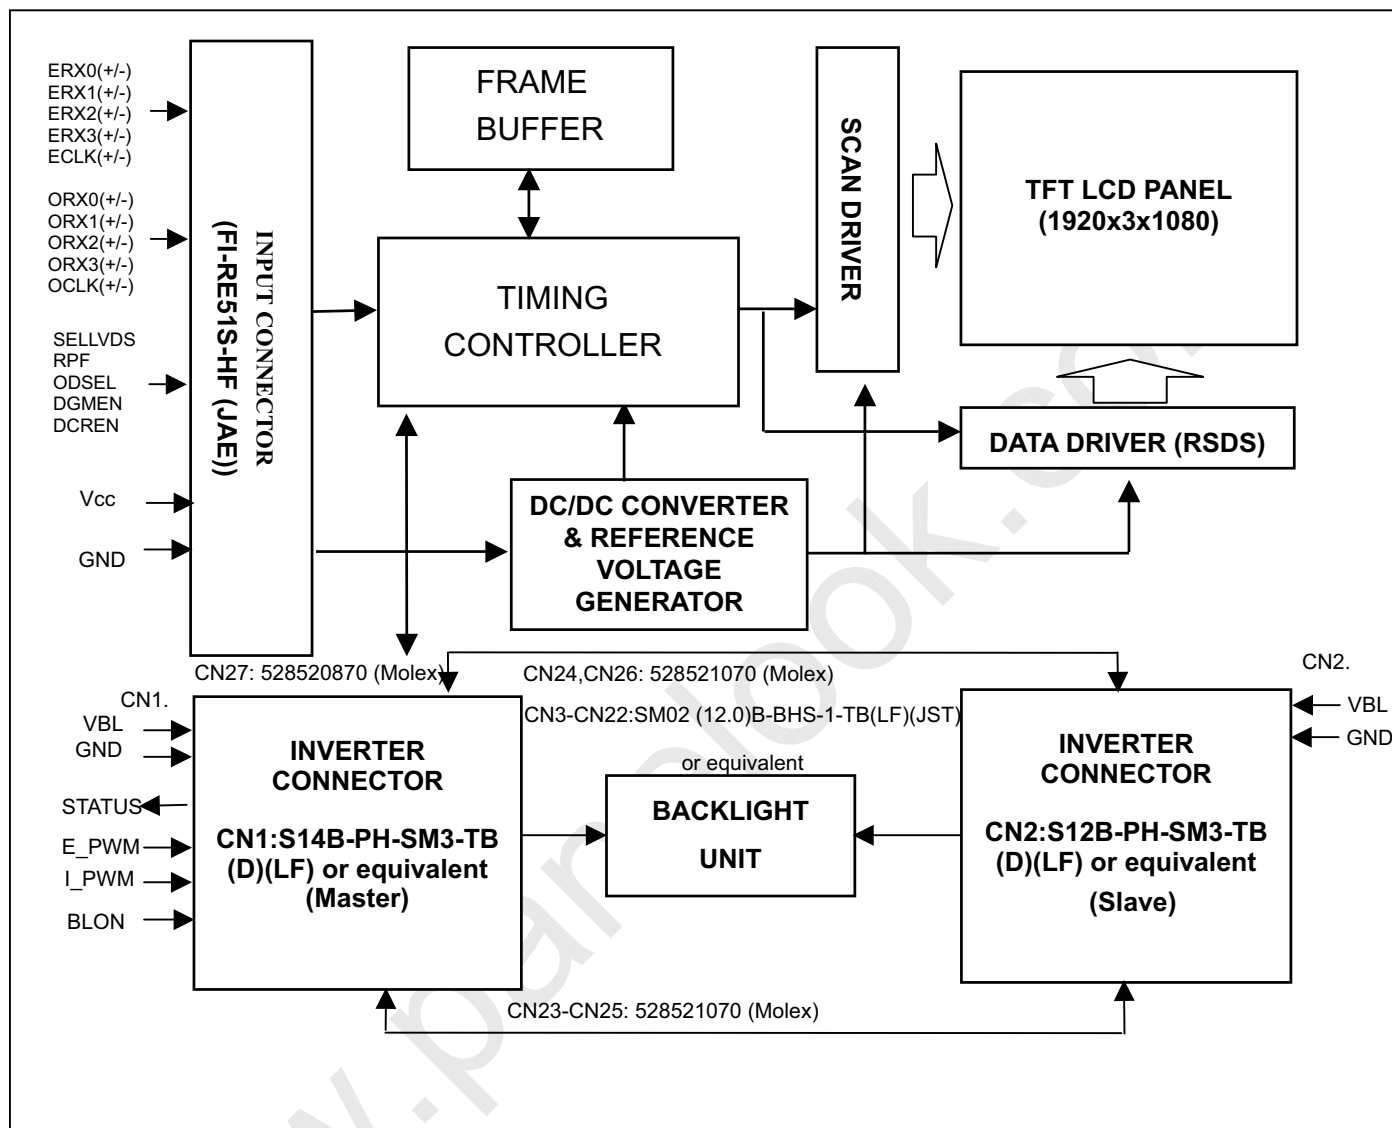 ERX0(+/-)
ERX1(+/-)
ERX2(+/-)
ERX3(+/-)
ECLK(+/-)
ORX0(+/-)
ORX1(+/-)
ORX2(+/-)
ORX3(+/-)
OCLK(+/-)
SELLVDS
RPF
ODSEL
DGMEN
DCREN
Vcc
GND
INPUT CONNECTOR
(FI-RE51S-HF (JAE))
FRAME
BUFFER
TIMING
CONTROLLER
SCAN DRIVER
TFT LCD PANEL
(1920x3x1080)
DATA DRIVER (RSDS)
DC/DC CONVERTER
& REFERENCE
VOLTAGE
GENERATOR
CN27: 528520870 (Molex)
CN24,CN26: 528521070 (Molex)
CN3-CN22:SM02 (12.0)B-BHS-1-TB(LF)(JST)
or equivalent
CN1.
VBL
GND
STATUS
E_PWM
I_PWM
BLON
INVERTER
CONNECTOR
CN1:S14B-PH-SM3-TB
(D)(LF) or equivalent
(Master)
BACKLIGHT
UNIT
INVERTER
CONNECTOR
CN2:S12B-PH-SM3-TB
(D)(LF) or equivalent
(Slave)
CN2.
VBL
GND
CN23-CN25: 528521070 (Molex)